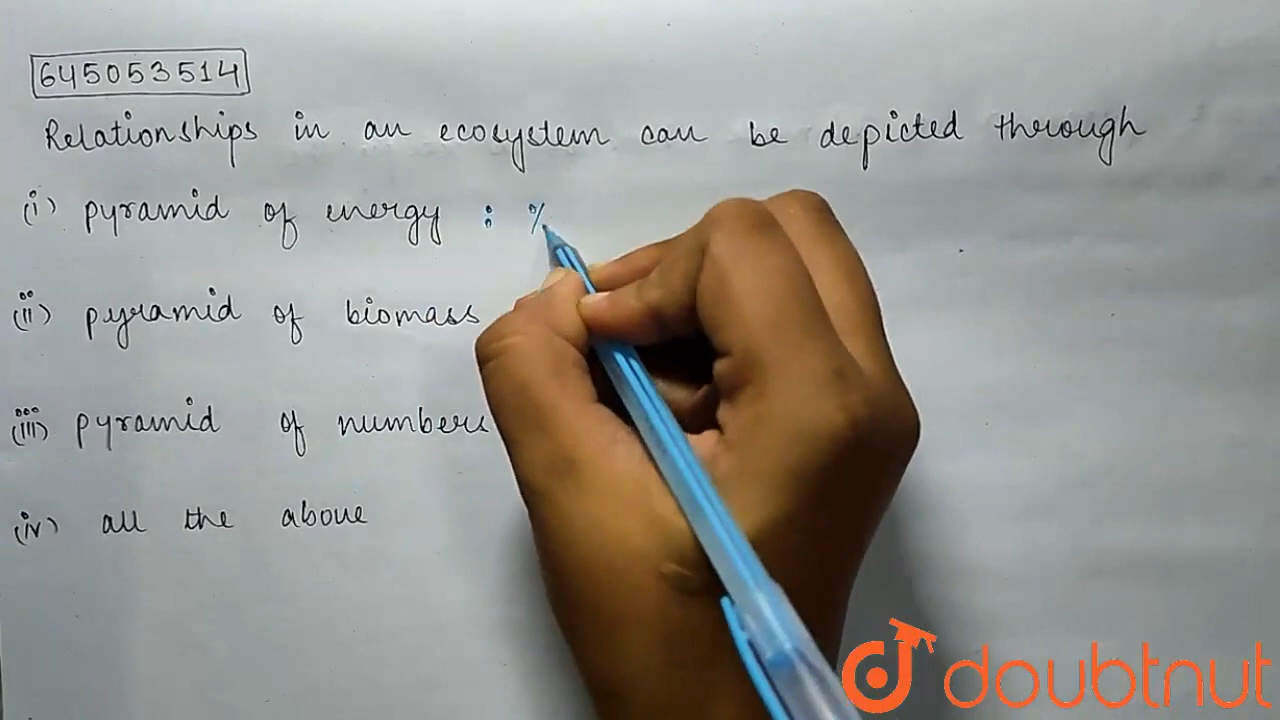 645053514
Relationships in an ecosystem can be depicted through
(i) pyramid of energy : %
(ii) pyramid of biomass
(iii) pyramid of numbers
(iv) all the above
doubtnut